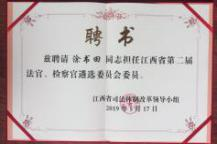 聘书
兹聘请 涂书田 同志担任江西省第二届
法官、检察官遴选委员会委员。
江西省司法体制改革领导小组
2019年1月17日